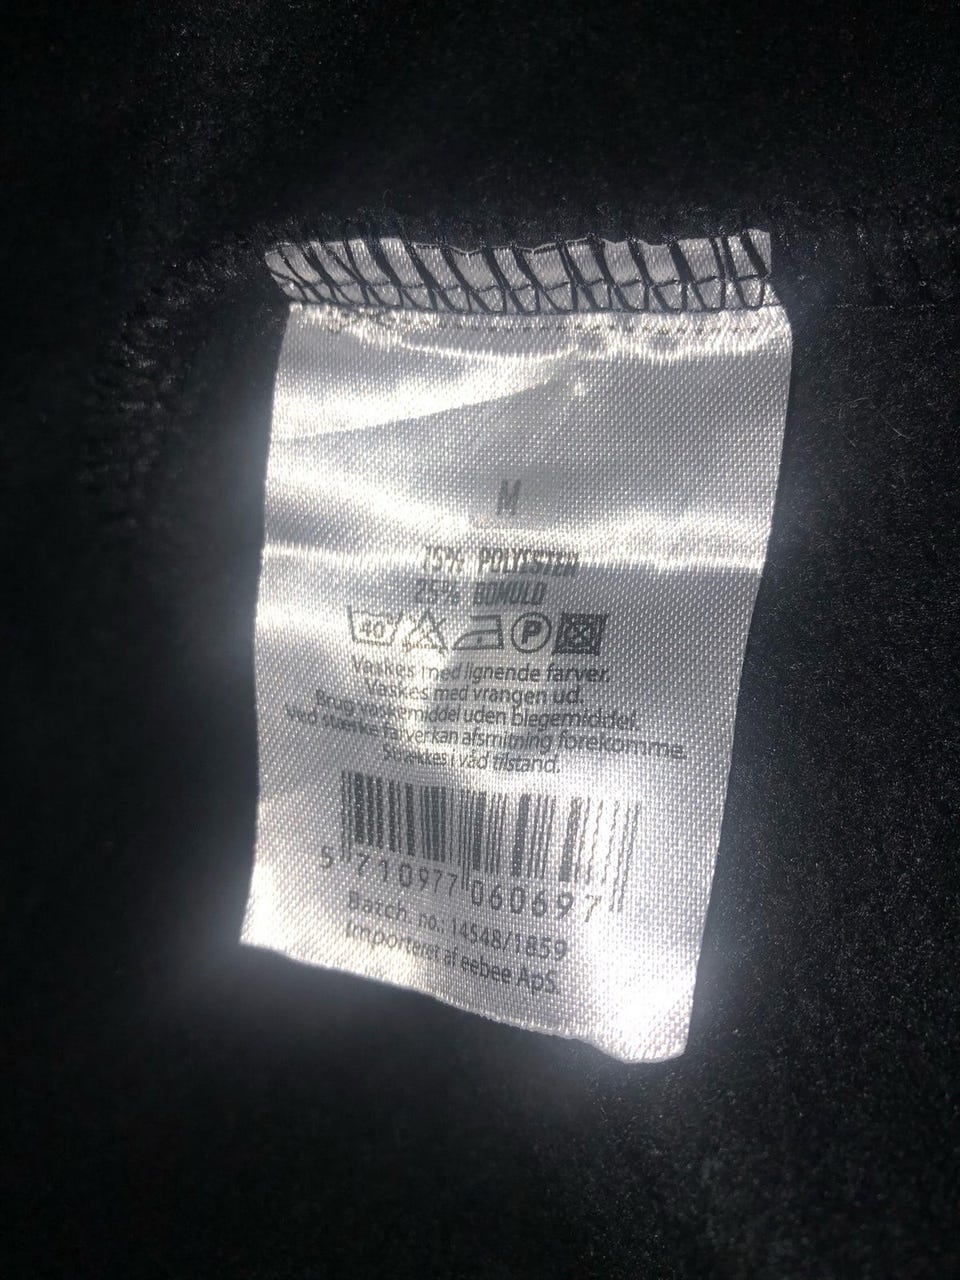 M
75% POLYESTER
25% BOMULD
40°
P
Vaskes med lignende farver.
Vaskes med vrangen ud.
Brug vaskemiddel uden blegemiddel.
Ved stærke farver kan afsmitning forekomme.
Strækkes i våd tilstand.
5 710977 060697
Batch. no.: 14548/1859
Importeret af eebee ApS.